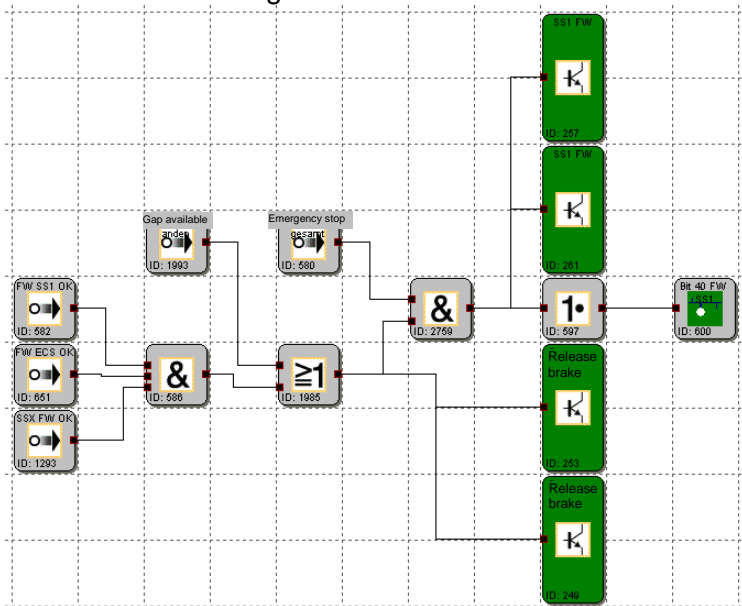 SS1 FW
ID: 257
SS1 FW
ID: 261
Gap available
anden
ID: 1993
Emergency stop
gesamt
ID: 580
FW SS1 OK
ID: 582
&
ID: 2759
1
ID: 597
Bit 40 FW
SS1
ID: 600
FW ECS OK
ID: 651
&
ID: 586
≧1
ID: 1985
Release
brake
ID: 253
SSX FW OK
ID: 1293
Release
brake
ID: 249